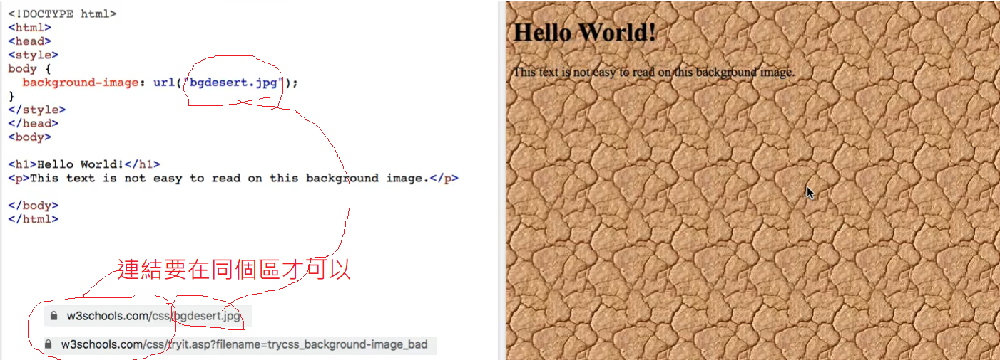 <!DOCTYPE html>
<html>
<head>
<style>
body {
  background-image: url("bgdesert.jpg");
}
</style>
</head>
<body>
<h1>Hello World!</h1>
<p>This text is not easy to read on this background image.</p>
</body>
</html>
連結要在同個區才可以
w3schools.com/css/bgdesert.jpg
w3schools.com/css/tryit.asp?filename=trycss_background-image_bad
Hello World!
This text is not easy to read on this background image.